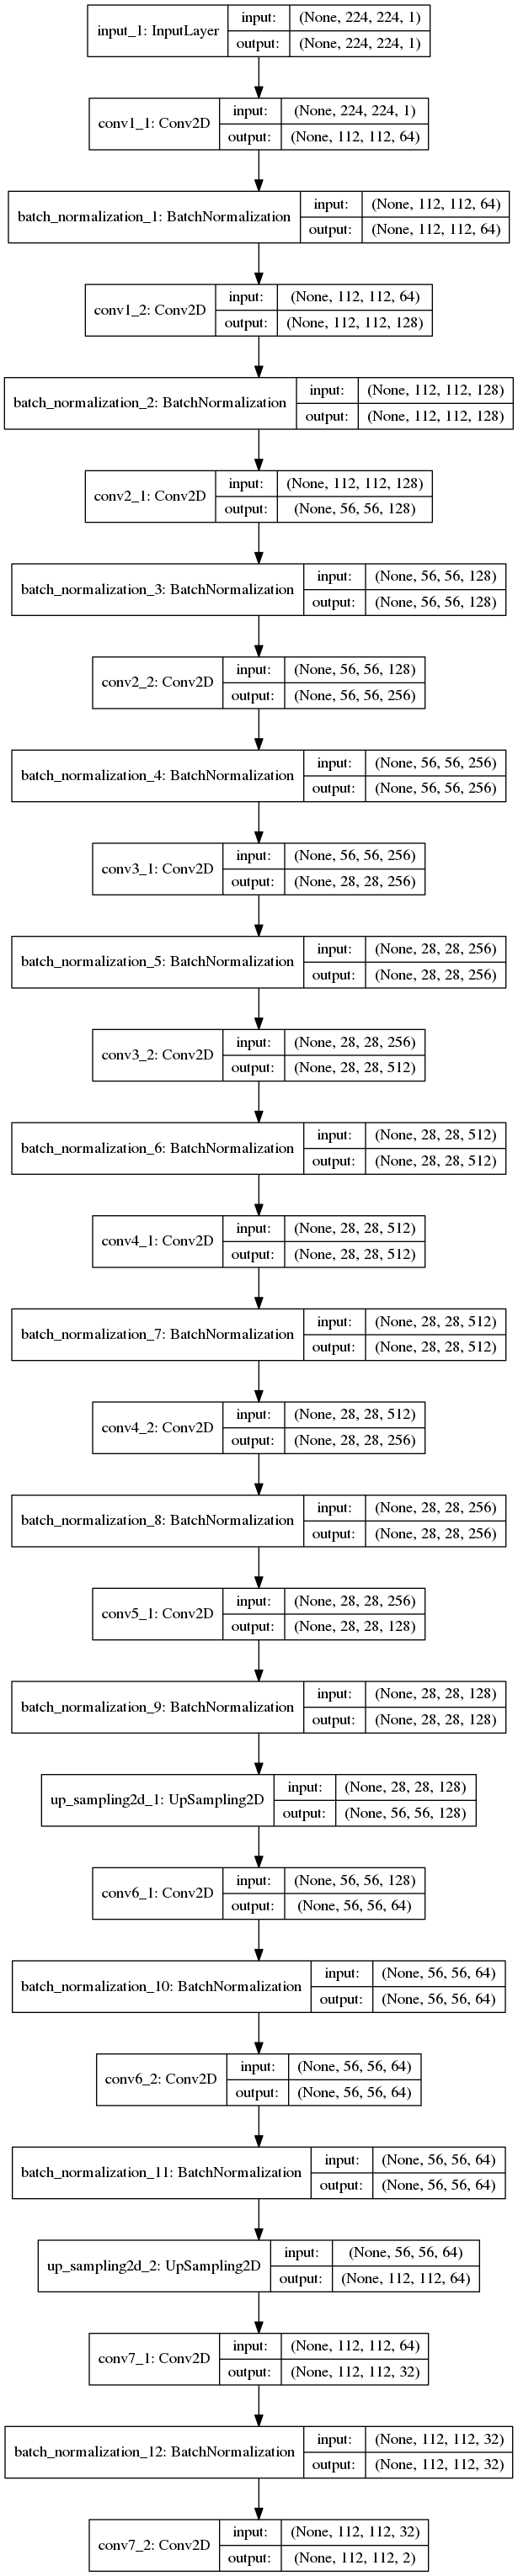 input_1: InputLayer
input: (None, 224, 224, 1)
output: (None, 224, 224, 1)
conv1_1: Conv2D
input: (None, 224, 224, 1)
output: (None, 112, 112, 64)
batch_normalization_1: BatchNormalization
input: (None, 112, 112, 64)
output: (None, 112, 112, 64)
conv1_2: Conv2D
input: (None, 112, 112, 64)
output: (None, 112, 112, 128)
batch_normalization_2: BatchNormalization
input: (None, 112, 112, 128)
output: (None, 112, 112, 128)
conv2_1: Conv2D
input: (None, 112, 112, 128)
output: (None, 56, 56, 128)
batch_normalization_3: BatchNormalization
input: (None, 56, 56, 128)
output: (None, 56, 56, 128)
conv2_2: Conv2D
input: (None, 56, 56, 128)
output: (None, 56, 56, 256)
batch_normalization_4: BatchNormalization
input: (None, 56, 56, 256)
output: (None, 56, 56, 256)
conv3_1: Conv2D
input: (None, 56, 56, 256)
output: (None, 28, 28, 256)
batch_normalization_5: BatchNormalization
input: (None, 28, 28, 256)
output: (None, 28, 28, 256)
conv3_2: Conv2D
input: (None, 28, 28, 256)
output: (None, 28, 28, 512)
batch_normalization_6: BatchNormalization
input: (None, 28, 28, 512)
output: (None, 28, 28, 512)
conv4_1: Conv2D
input: (None, 28, 28, 512)
output: (None, 28, 28, 512)
batch_normalization_7: BatchNormalization
input: (None, 28, 28, 512)
output: (None, 28, 28, 512)
conv4_2: Conv2D
input: (None, 28, 28, 512)
output: (None, 28, 28, 256)
batch_normalization_8: BatchNormalization
input: (None, 28, 28, 256)
output: (None, 28, 28, 256)
conv5_1: Conv2D
input: (None, 28, 28, 256)
output: (None, 28, 28, 128)
batch_normalization_9: BatchNormalization
input: (None, 28, 28, 128)
output: (None, 28, 28, 128)
up_sampling2d_1: UpSampling2D
input: (None, 28, 28, 128)
output: (None, 56, 56, 128)
conv6_1: Conv2D
input: (None, 56, 56, 128)
output: (None, 56, 56, 64)
batch_normalization_10: BatchNormalization
input: (None, 56, 56, 64)
output: (None, 56, 56, 64)
conv6_2: Conv2D
input: (None, 56, 56, 64)
output: (None, 56, 56, 64)
batch_normalization_11: BatchNormalization
input: (None, 56, 56, 64)
output: (None, 56, 56, 64)
up_sampling2d_2: UpSampling2D
input: (None, 56, 56, 64)
output: (None, 112, 112, 64)
conv7_1: Conv2D
input: (None, 112, 112, 64)
output: (None, 112, 112, 32)
batch_normalization_12: BatchNormalization
input: (None, 112, 112, 32)
output: (None, 112, 112, 32)
conv7_2: Conv2D
input: (None, 112, 112, 32)
output: (None, 112, 112, 2)